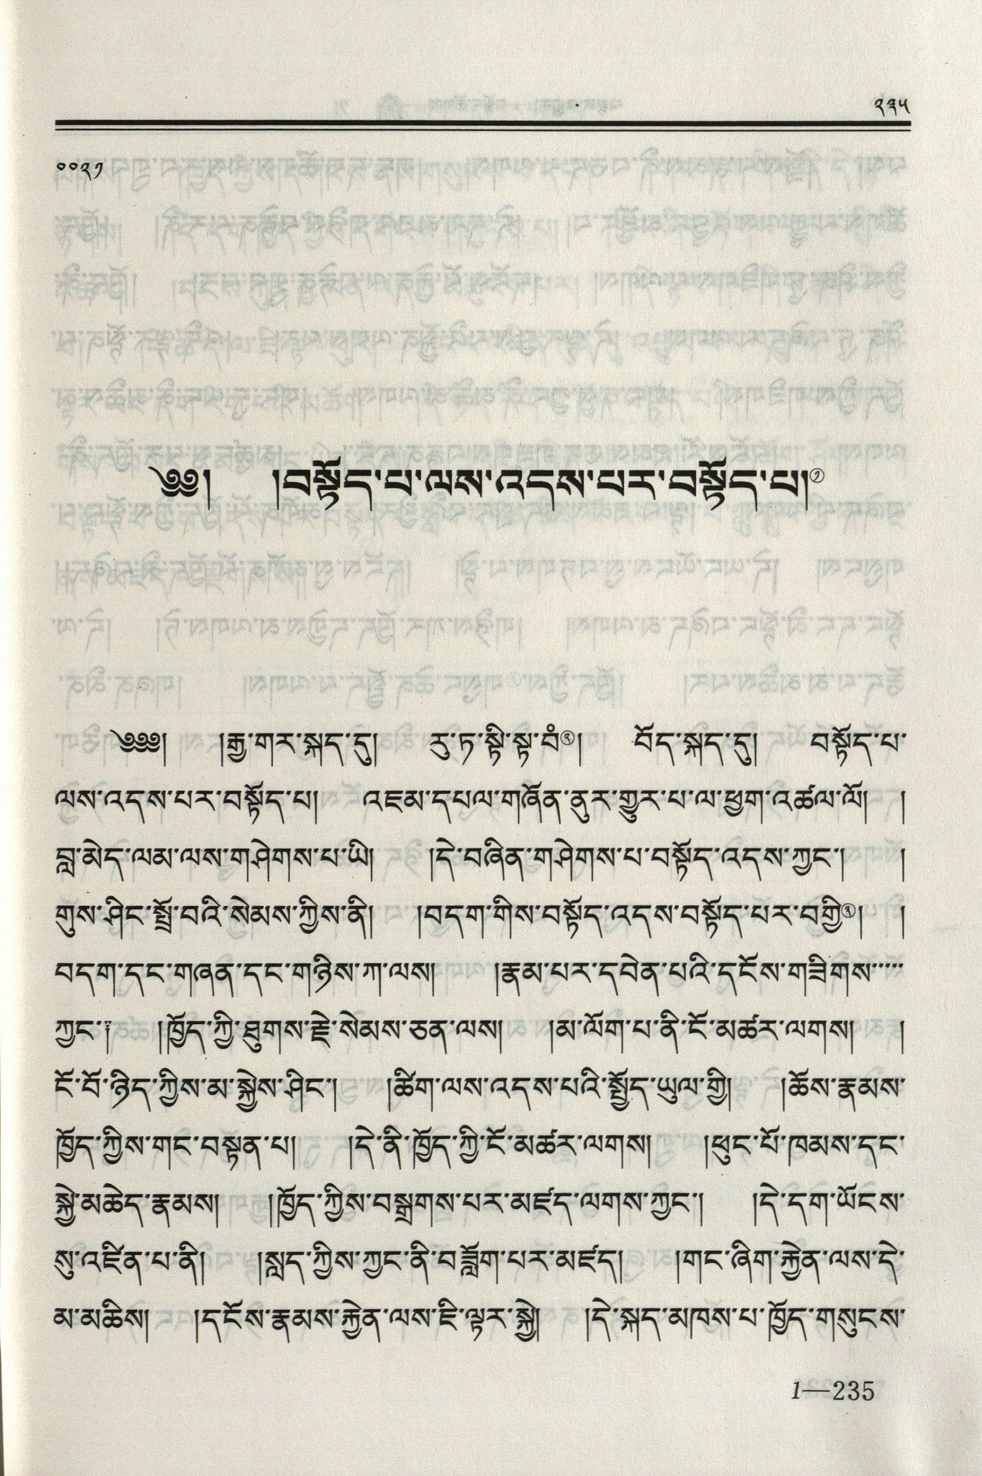 ༢༣༥
༠༠༢༡
༄༅། །བསྟོད་པ་ལས་འདས་པར་བསྟོད་པ།①
༄༅༅། །རྒྱ་གར་སྐད་དུ། རུ་ཏ་སྟི་སྟ་བཾ། བོད་སྐད་དུ། བསྟོད་པ་
ལས་འདས་པར་བསྟོད་པ། འཇམ་དཔལ་གཞོན་ནུར་གྱུར་པ་ལ་ཕྱག་འཚལ་ལོ། །
བླ་མེད་ལམ་ལས་གཤེགས་པ་ཡི། །དེ་བཞིན་གཤེགས་པ་བསྟོད་འདས་ཀྱང་། །
གུས་ཤིང་སྤྲོ་བའི་སེམས་ཀྱིས་ནི། །བདག་གིས་བསྟོད་འདས་བསྟོད་པར་བགྱི། །
བདག་དང་གཞན་དང་གཉིས་ཀ་ལས། །རྣམ་པར་དབེན་པའི་དངོས་གཟིགས་་་་་
ཀྱང་། །ཁྱོད་ཀྱི་ཐུགས་རྗེ་སེམས་ཅན་ལས། །མ་ལོག་པ་ནི་ངོ་མཚར་ལགས། །
ངོ་བོ་ཉིད་ཀྱིས་མ་སྐྱེས་ཤིང་། །ཚིག་ལས་འདས་པའི་སྤྱོད་ཡུལ་གྱི། །ཆོས་རྣམས་
ཁྱོད་ཀྱིས་གང་བསྟན་པ། །དེ་ནི་ཁྱོད་ཀྱི་ངོ་མཚར་ལགས། །ཕུང་པོ་ཁམས་དང་
སྐྱེ་མཆེད་རྣམས། །ཁྱོད་ཀྱིས་བསྒྲགས་པར་མཛད་ལགས་ཀྱང་། །དེ་དག་ཡོངས་
སུ་འཛིན་པ་ནི། །སླད་ཀྱིས་ཀྱང་ནི་བཟློག་པར་མཛད། །གང་ཞིག་རྐྱེན་ལས་དེ་
མ་མཆིས། །དངོས་རྣམས་རྐྱེན་ལས་ཇི་ལྟར་སྐྱེ། །དེ་སྐད་མཁས་པ་ཁྱོད་གསུངས་
1—235